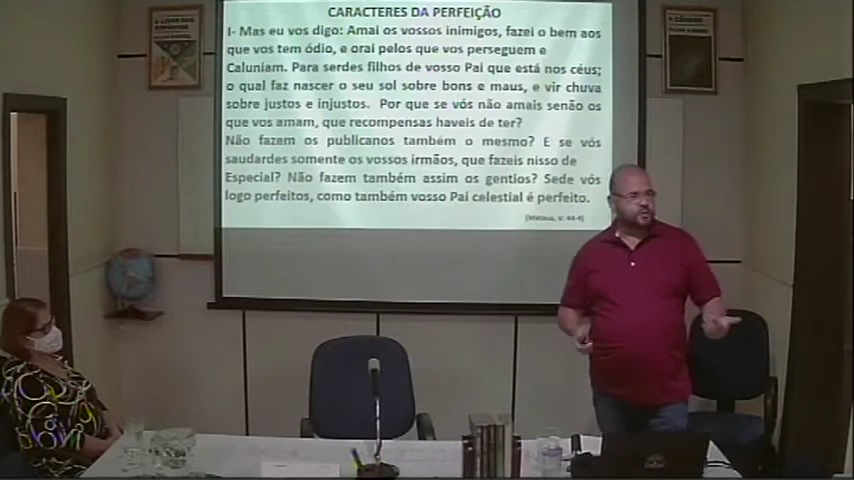 CARACTERES DA PERFEIÇÃO
I- Mas eu vos digo: Amai os vossos inimigos, fazei o bem aos
que vos tem ódio, e orai pelos que vos perseguem e
Caluniam. Para serdes filhos de vosso Pai que está nos céus;
o qual faz nascer o seu sol sobre bons e maus, e vir chuva
sobre justos e injustos. Por que se vós não amais senão os
que vos amam, que recompensas haveis de ter?
Não fazem os publicanos também o mesmo? E se vós
saudardes somente os vossos irmãos, que fazeis nisso de
Especial? Não fazem também assim os gentios? Sede vós
logo perfeitos, como também vosso Pai celestial é perfeito.